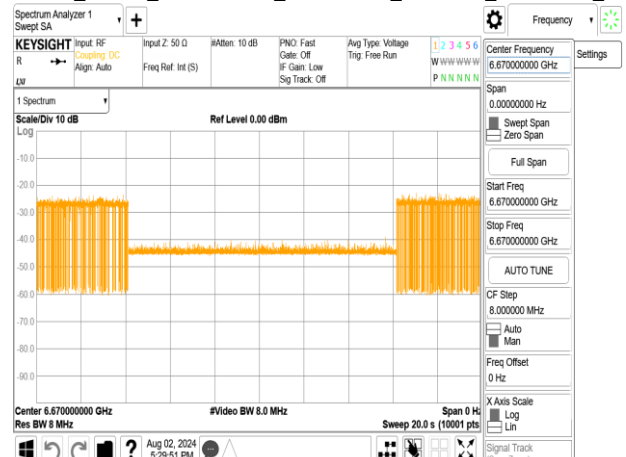 Spectrum Analyzer 1
Swept SA
+
Frequency
KEYSIGHT
R
LXI
Input: RF
Coupling: DC
Align: Auto
Input Z: 50 Ω
Freq Ref: Int (S)
#Atten: 10 dB
PNO: Fast
Gate: Off
IF Gain: Low
Sig Track: Off
Avg Type: Voltage
Trig: Free Run
1 2 3 4 5 6
W W W W W W
P N N N N N
Center Frequency
6.670000000 GHz
Settings
Span
0.00000000 Hz
Swept Span
Zero Span
Full Span
Start Freq
6.670000000 GHz
Stop Freq
6.670000000 GHz
AUTO TUNE
CF Step
8.000000 MHz
Auto
Man
Freq Offset
0 Hz
X Axis Scale
Log
Lin
Signal Track
1 Spectrum
Scale/Div 10 dB
Ref Level 0.00 dBm
Log
-10.0
-20.0
-30.0
-40.0
-50.0
-60.0
-70.0
-80.0
-90.0
Center 6.670000000 GHz
#Video BW 8.0 MHz
Span 0 Hz
Res BW 8 MHz
Sweep 20.0 s (10001 pts
?
Aug 02, 2024
5:29:51 PM